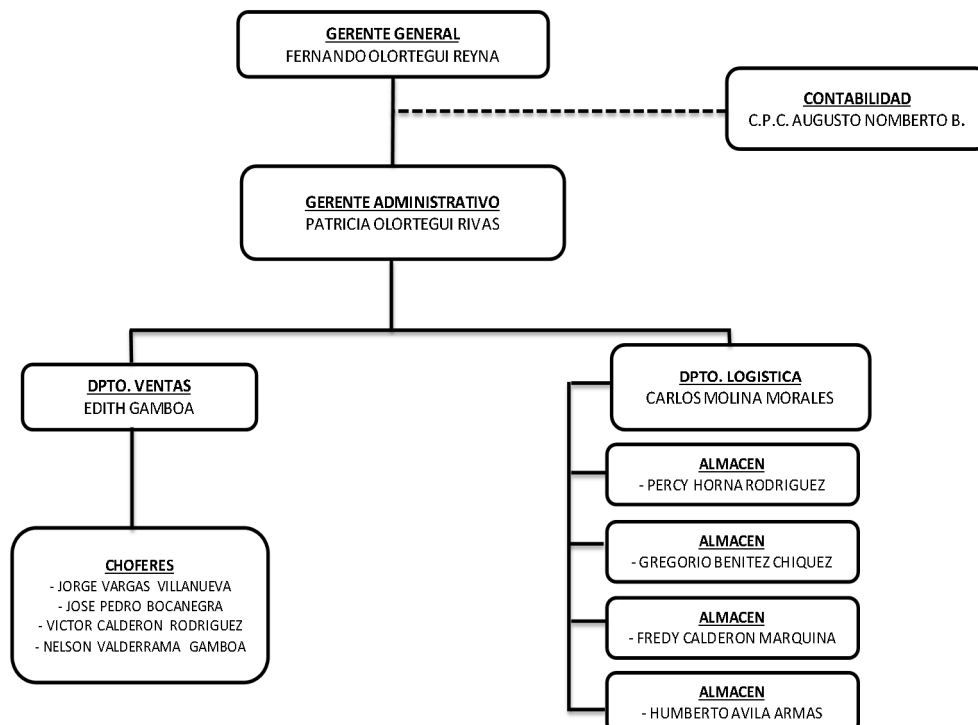 GERENTE GENERAL
FERNANDO OLORTEGUI REYNA
CONTABILIDAD
C.P.C. AUGUSTO NOMBERTO B.
GERENTE ADMINISTRATIVO
PATRICIA OLORTEGUI RIVAS
DPTO. VENTAS
EDITH GAMBOA
CHOFERES
- JORGE VARGAS VILLANUEVA
- JOSE PEDRO BOCANEGRA
- VICTOR CALDERON RODRIGUEZ
- NELSON VALDERRAMA GAMBOA
DPTO. LOGISTICA
CARLOS MOLINA MORALES
ALMACEN
- PERCY HORNA RODRIGUEZ
ALMACEN
- GREGORIO BENITEZ CHIQUEZ
ALMACEN
- FREDY CALDERON MARQUINA
ALMACEN
- HUMBERTO AVILA ARMAS